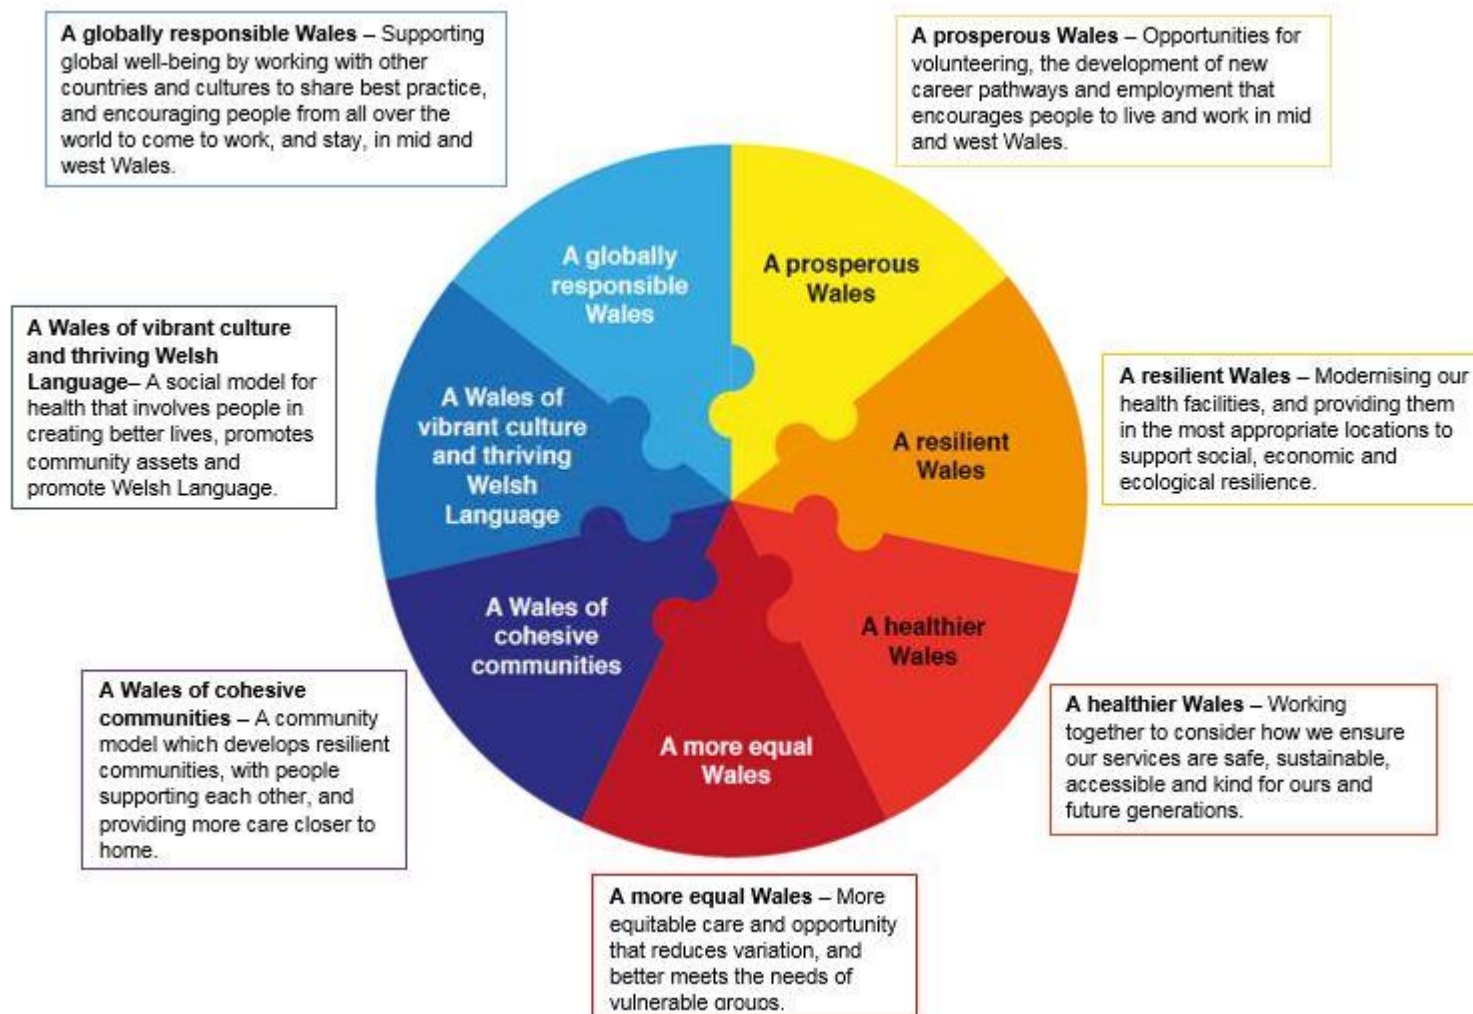 A globally responsible Wales – Supporting
global well-being by working with other
countries and cultures to share best practice,
and encouraging people from all over the
world to come to work, and stay, in mid and
west Wales.
A prosperous Wales – Opportunities for
volunteering, the development of new
career pathways and employment that
encourages people to live and work in mid
and west Wales.
A globally
responsible
Wales
A prosperous
Wales
A Wales of vibrant culture
and thriving Welsh
Language– A social model for
health that involves people in
creating better lives, promotes
community assets and
promote Welsh Language.
A Wales of
vibrant culture
and thriving
Welsh
Language
A resilient
Wales
A resilient Wales – Modernising our
health facilities, and providing them
in the most appropriate locations to
support social, economic and
ecological resilience.
A Wales of
cohesive
communities
A healthier
Wales
A more equal
Wales
A Wales of cohesive
communities – A community
model which develops resilient
communities, with people
supporting each other, and
providing more care closer to
home.
A healthier Wales – Working
together to consider how we ensure
our services are safe, sustainable,
accessible and kind for ours and
future generations.
A more equal Wales – More
equitable care and opportunity
that reduces variation, and
better meets the needs of
vulnerable groups.